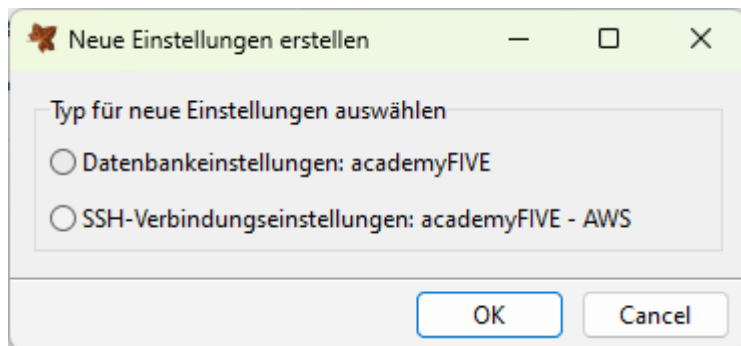 Neue Einstellungen erstellen
Typ für neue Einstellungen auswählen
Datenbankeinstellungen: academyFIVE
SSH-Verbindungseinstellungen: academyFIVE - AWS
OK
Cancel